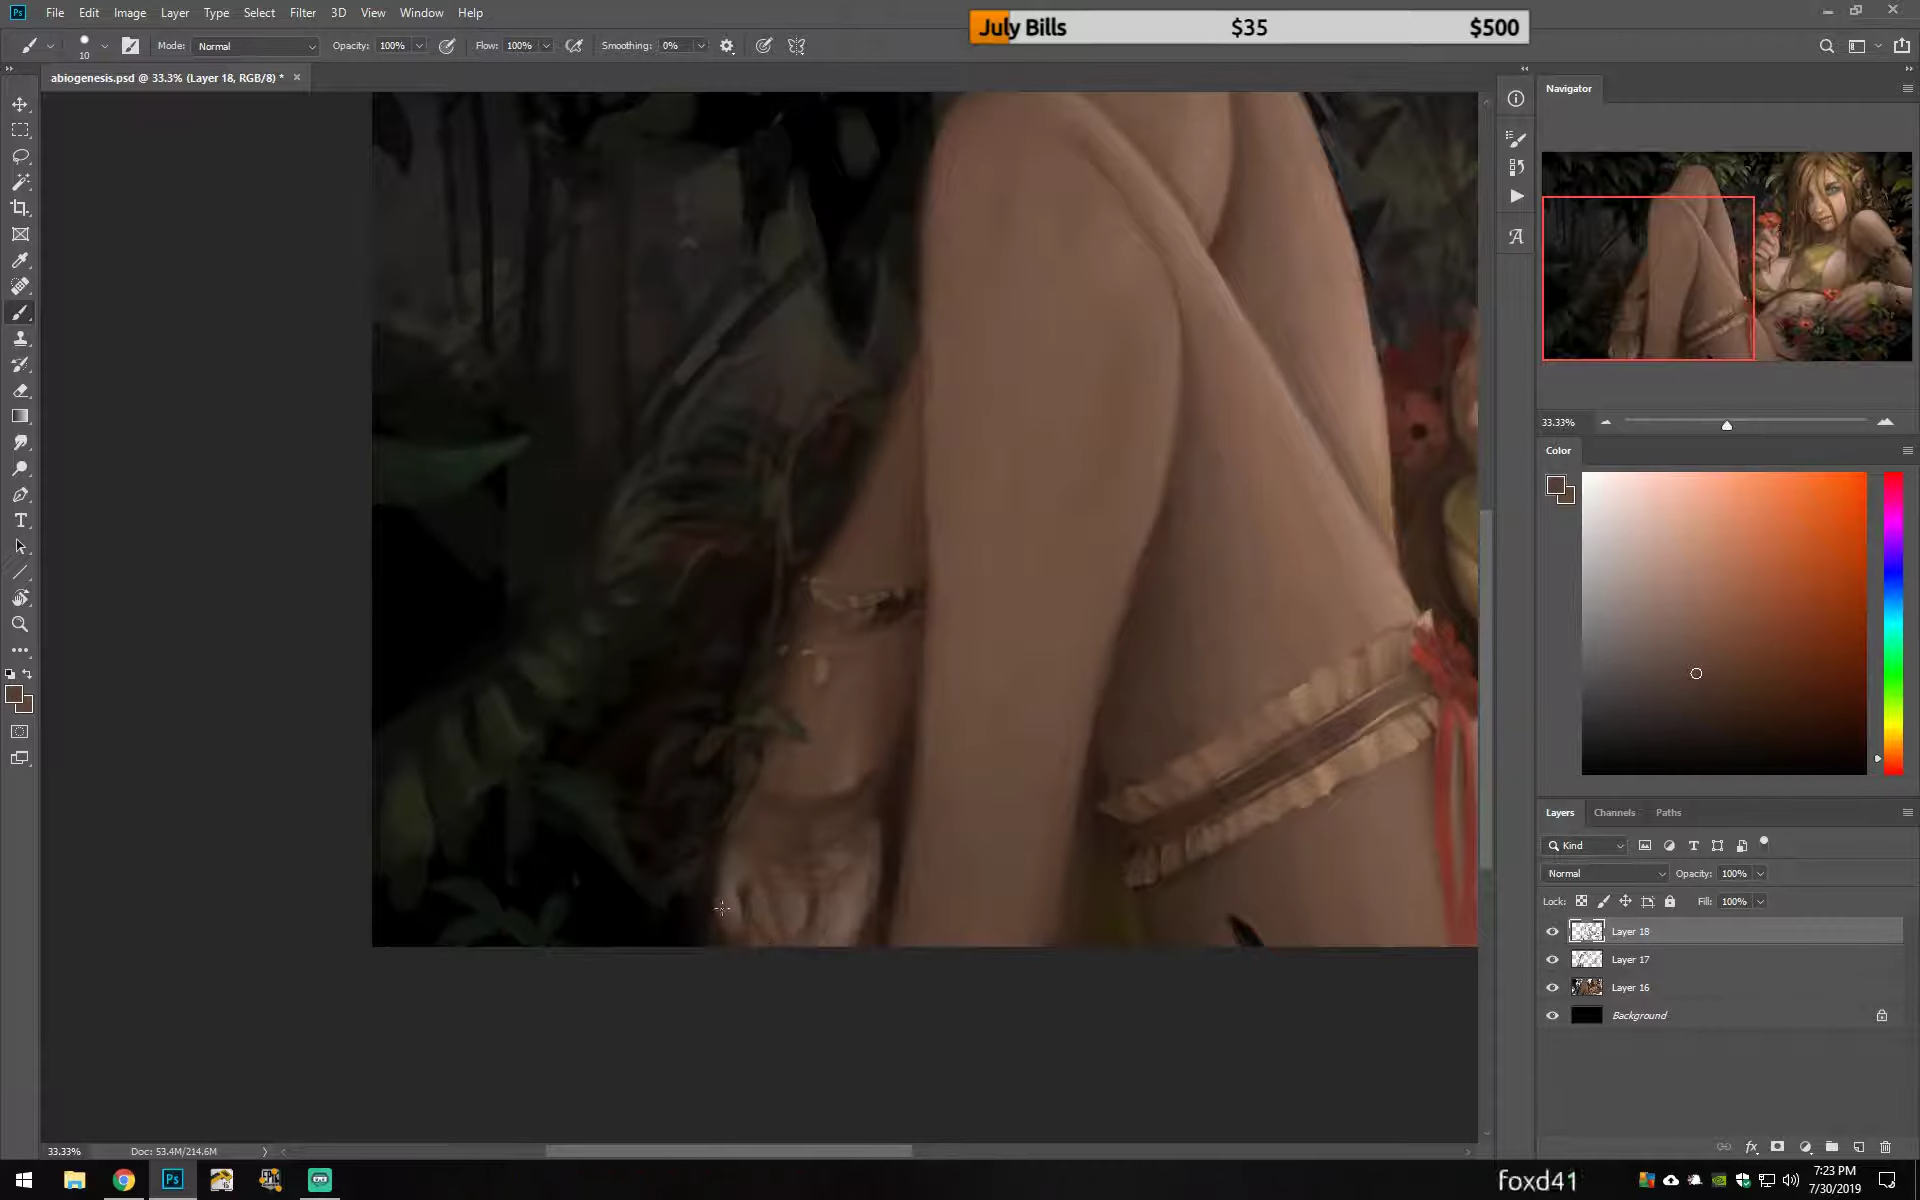 Ps File Edit Image Layer Type Select Filter 3D View Window Help
July Bills $35 $500
Mode: Normal Opacity: 100% Flow: 100% Smoothing: 0%
10
abiogenesis.psd @ 33.3% (Layer 18, RGB/8) * ×
Navigator
33.33%
Color
Layers Channels Paths
Kind
Normal Opacity: 100%
Lock: Fill: 100%
Layer 18
Layer 17
Layer 16
Background
33.33% Doc: 53.4M/214.6M
fx
foxd41
7:23 PM
7/30/2019